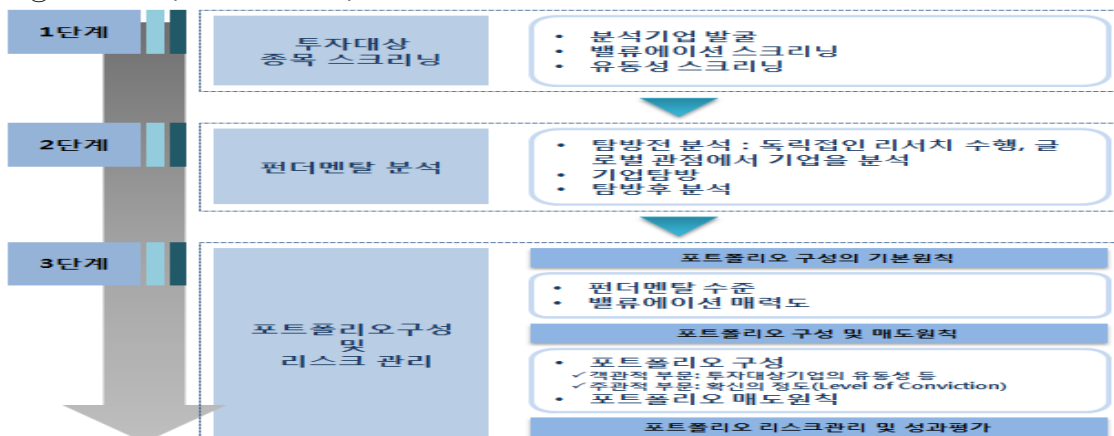 1단계
투자대상
종목 스크리닝
• 분석기업 발굴
• 밸류에이션 스크리닝
• 유동성 스크리닝
2단계
펀더멘탈 분석
• 탐방전 분석 : 독립접인 리서치 수행, 글
로벌 관점에서 기업을 분석
• 기업탐방
• 탐방후 분석
3단계
포트폴리오구성
및
리스크 관리
포트폴리오 구성의 기본원칙
• 펀더멘탈 수준
• 밸류에이션 매력도
포트폴리오 구성 및 매도원칙
• 포트폴리오 구성
✓객관적 부문: 투자대상기업의 유동성 등
✓주관적 부문: 확신의 정도(Level of Conviction)
• 포트폴리오 매도원칙
포트폴리오 리스크관리 및 성과평가